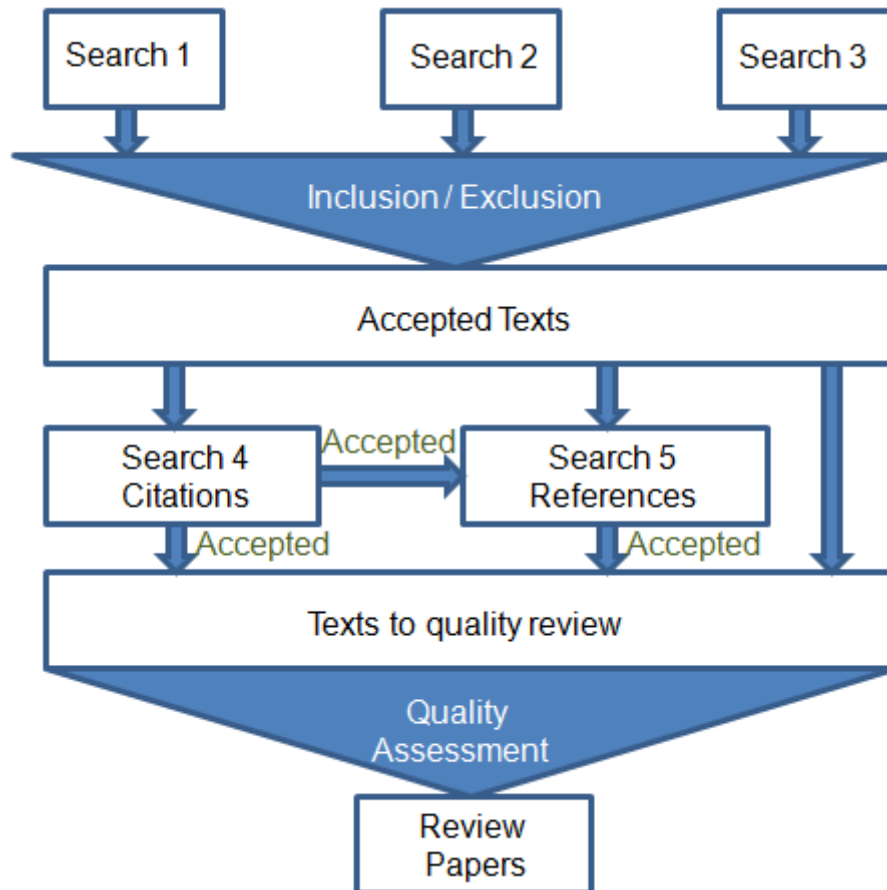 Search 1
Search 2
Search 3
Inclusion / Exclusion
Accepted Texts
Search 4
Citations
Accepted
Search 5
References
Accepted
Accepted
Texts to quality review
Quality
Assessment
Review
Papers